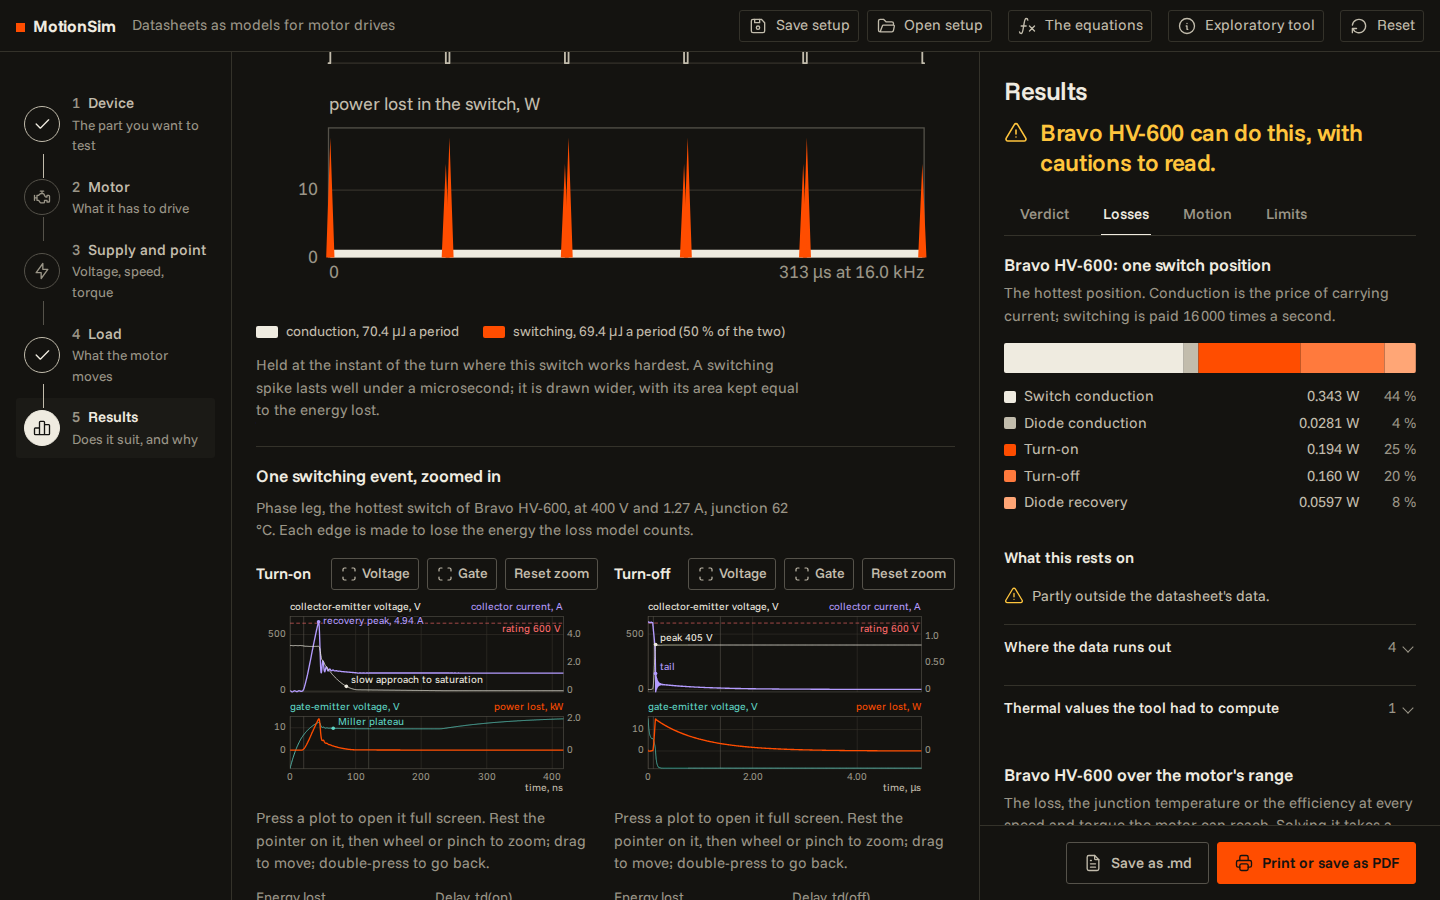 MotionSim
Datasheets as models for motor drives
Save setup
Open setup
The equations
Exploratory tool
Reset
1 Device
The part you want to
test
2 Motor
What it has to drive
3 Supply and point
Voltage, speed,
torque
4 Load
What the motor
moves
5 Results
Does it suit, and why
power lost in the switch, W
10
0
0
313 µs at 16.0 kHz
conduction, 70.4 µJ a period
switching, 69.4 µJ a period (50 % of the two)
Held at the instant of the turn where this switch works hardest. A switching
spike lasts well under a microsecond; it is drawn wider, with its area kept equal
to the energy lost.
One switching event, zoomed in
Phase leg, the hottest switch of Bravo HV-600, at 400 V and 1.27 A, junction 62
°C. Each edge is made to lose the energy the loss model counts.
Turn-on
Voltage
Gate
Reset zoom
collector-emitter voltage, V
collector current, A
recovery peak, 4.94 A
rating 600 V
500
4.0
2.0
slow approach to saturation
0
0
gate-emitter voltage, V
power lost, kW
Miller plateau
2.0
10
0
0
0
100
200
300
400
time, ns
Press a plot to open it full screen. Rest the
pointer on it, then wheel or pinch to zoom; drag
to move; double-press to go back.
Energy lost
Delay, td(on)
Turn-off
Voltage
Gate
Reset zoom
collector-emitter voltage, V
collector current, A
rating 600 V
500
peak 405 V
1.0
tail
0.50
0
0
gate-emitter voltage, V
power lost, W
10
0
0
0
2.00
4.00
time, µs
Press a plot to open it full screen. Rest the
pointer on it, then wheel or pinch to zoom; drag
to move; double-press to go back.
Energy lost
Delay, td(off)
Results
Bravo HV-600 can do this, with
cautions to read.
Verdict
Losses
Motion
Limits
Bravo HV-600: one switch position
The hottest position. Conduction is the price of carrying
current; switching is paid 16 000 times a second.
Switch conduction 0.343 W 44 %
Diode conduction 0.0281 W 4 %
Turn-on 0.194 W 25 %
Turn-off 0.160 W 20 %
Diode recovery 0.0597 W 8 %
What this rests on
Partly outside the datasheet's data.
Where the data runs out 4
Thermal values the tool had to compute 1
Bravo HV-600 over the motor's range
The loss, the junction temperature or the efficiency at every
speed and torque the motor can reach. Solving it takes a
Save as .md
Print or save as PDF